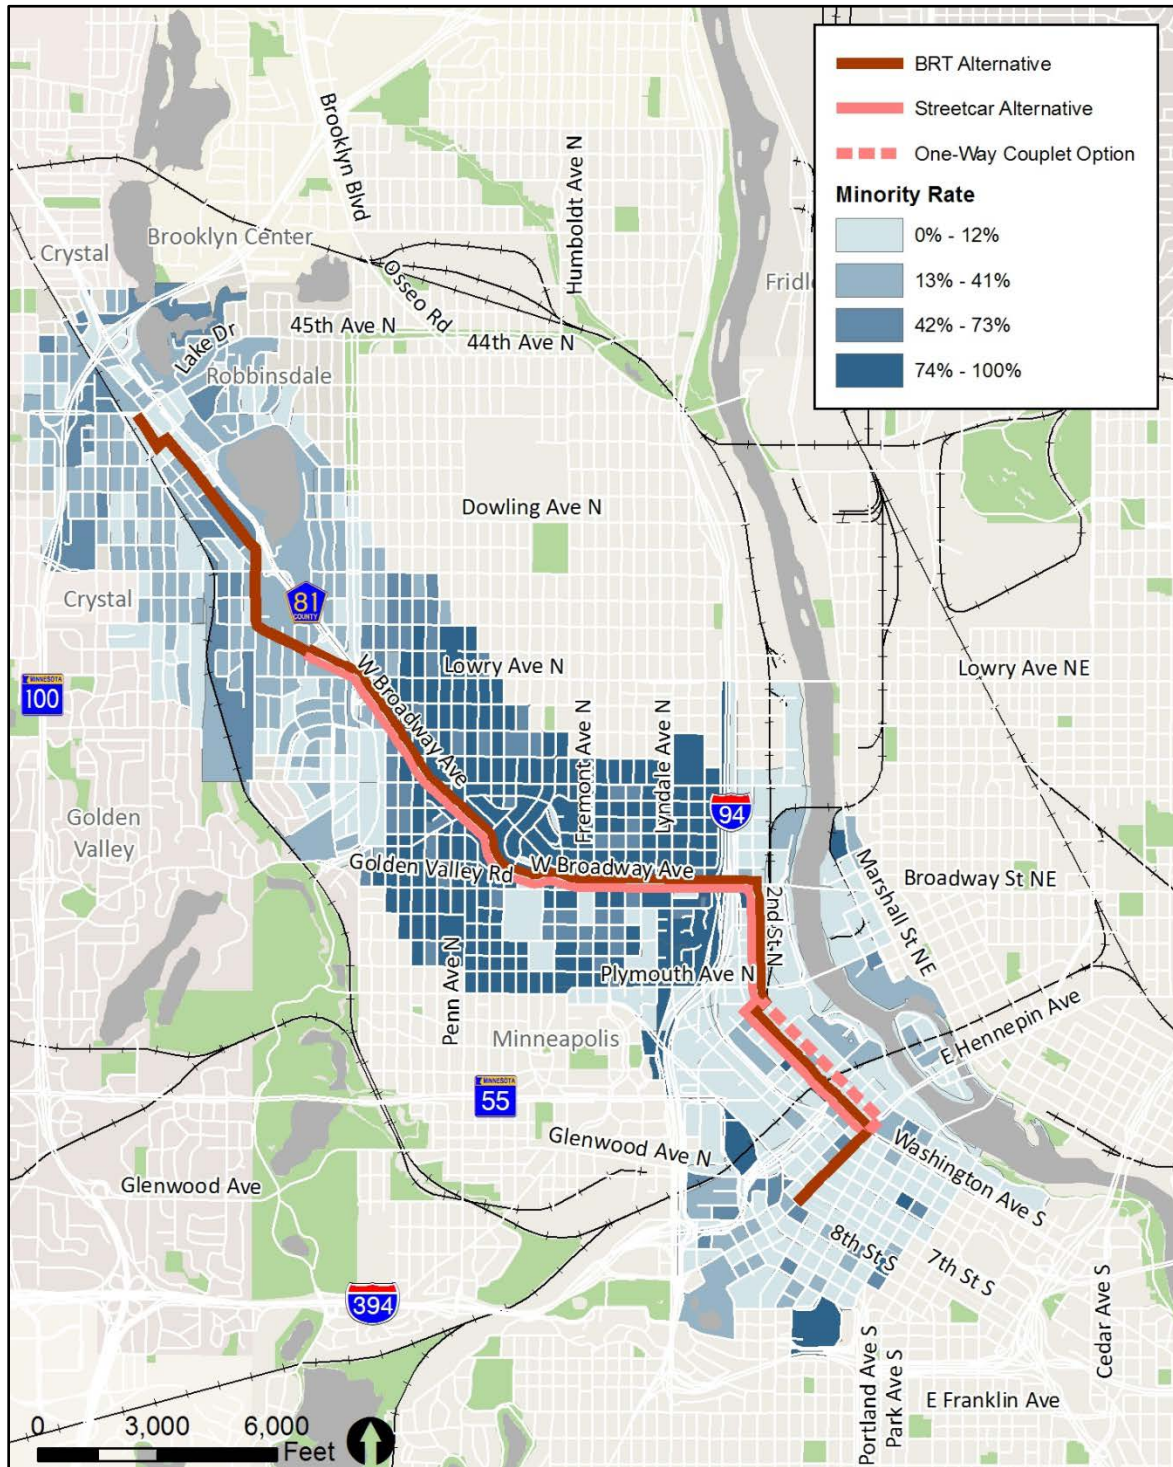 BRT Alternative
Streetcar Alternative
One-Way Couplet Option
Minority Rate
0% - 12%
13% - 41%
42% - 73%
74% - 100%
Brooklyn Blvd
Humboldt Ave N
Brooklyn Center
Crystal
Osseo Rd
Lake Dr
45th Ave N
44th Ave N
Robbinsdale
Dowling Ave N
Crystal
81
COUNTY
Lowry Ave N
Lowry Ave NE
MINNESOTA
100
W Broadway Ave
Fremont Ave N
Lyndale Ave N
94
Golden
Valley
Golden Valley Rd
W Broadway Ave
Marshall St NE
Broadway St NE
2nd St N
Penn Ave N
Plymouth Ave N
Minneapolis
E Hennepin Ave
MINNESOTA
55
Glenwood Ave N
Washington Ave S
Glenwood Ave
8th St S
7th St S
394
Cedar Ave S
Portland Ave S
Park Ave S
E Franklin Ave
0 3,000 6,000
Feet